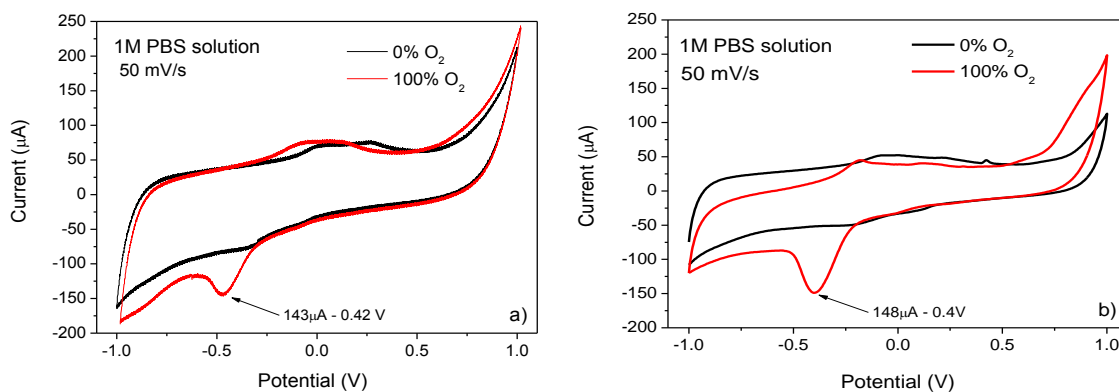 1M PBS solution
50 mV/s
0% O₂
100% O₂
Current (μA)
250
200
150
100
50
0
-50
-100
-150
-200
143μA - 0.42 V
a)
-1.0 -0.5 0.0 0.5 1.0
Potential (V)
1M PBS solution
50 mV/s
0% O₂
100% O₂
Current (μA)
250
200
150
100
50
0
-50
-100
-150
-200
148μA - 0.4V
b)
-1.0 -0.5 0.0 0.5 1.0
Potential (V)